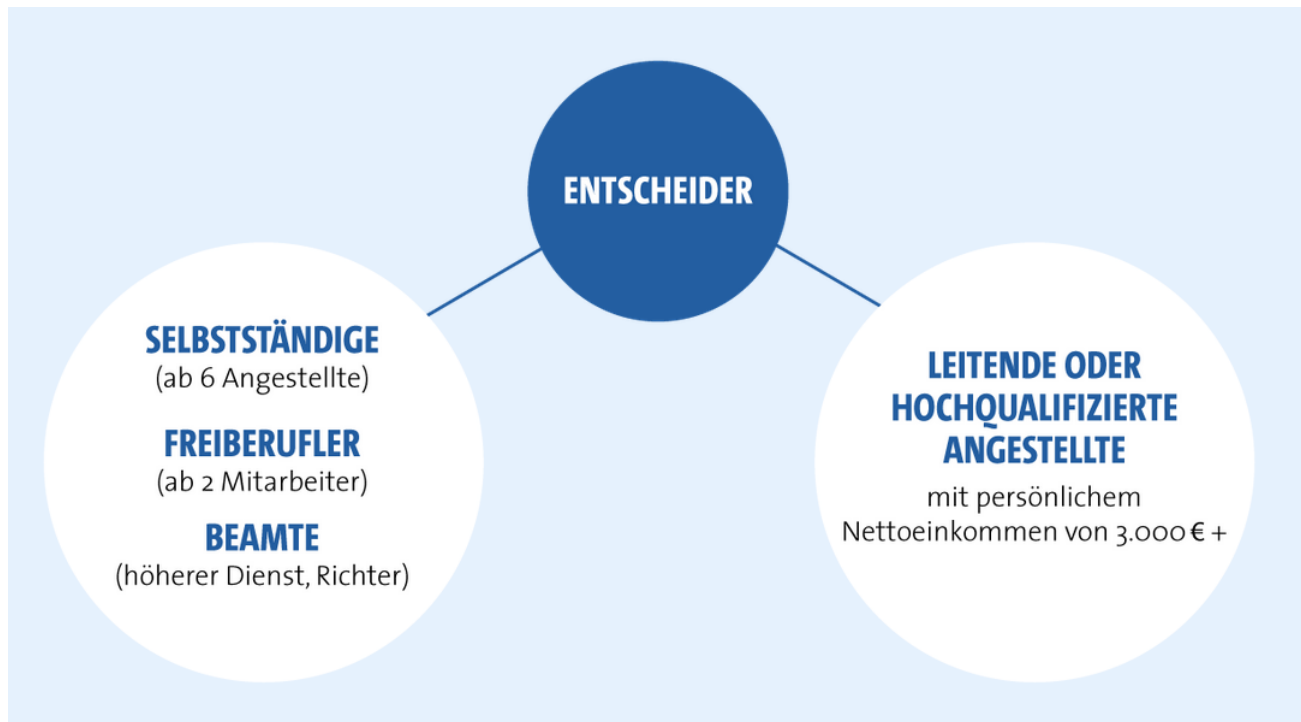 ENTSCHEIDER
SELBSTSTÄNDIGE
(ab 6 Angestellte)
FREIBERUFLER
(ab 2 Mitarbeiter)
BEAMTE
(höherer Dienst, Richter)
LEITENDE ODER
HOCHQUALIFIZIERTE
ANGESTELLTE
mit persönlichem
Nettoeinkommen von 3.000 € +